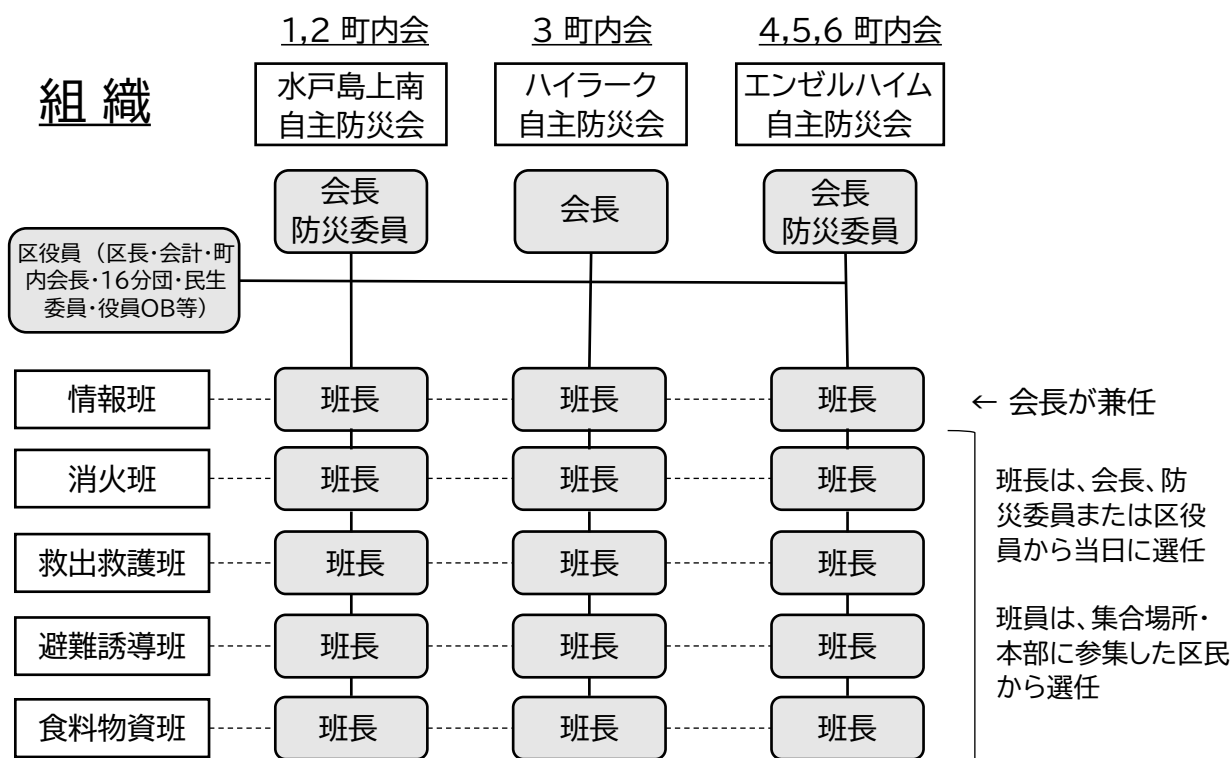 組 織
1,2 町内会
3 町内会
4,5,6 町内会
水戸島上南
自主防災会
ハイラーク
自主防災会
エンゼルハイム
自主防災会
会長
防災委員
会長
会長
防災委員
区役員（区長・会計・町
内会長・16分団・民生
委員・役員OB等）
情報班
班長
班長
班長
← 会長が兼任
消火班
班長
班長
班長
救出救護班
班長
班長
班長
避難誘導班
班長
班長
班長
食料物資班
班長
班長
班長
班長は、会長、防
災委員または区役
員から当日に選任
班員は、集合場所・
本部に参集した区民
から選任